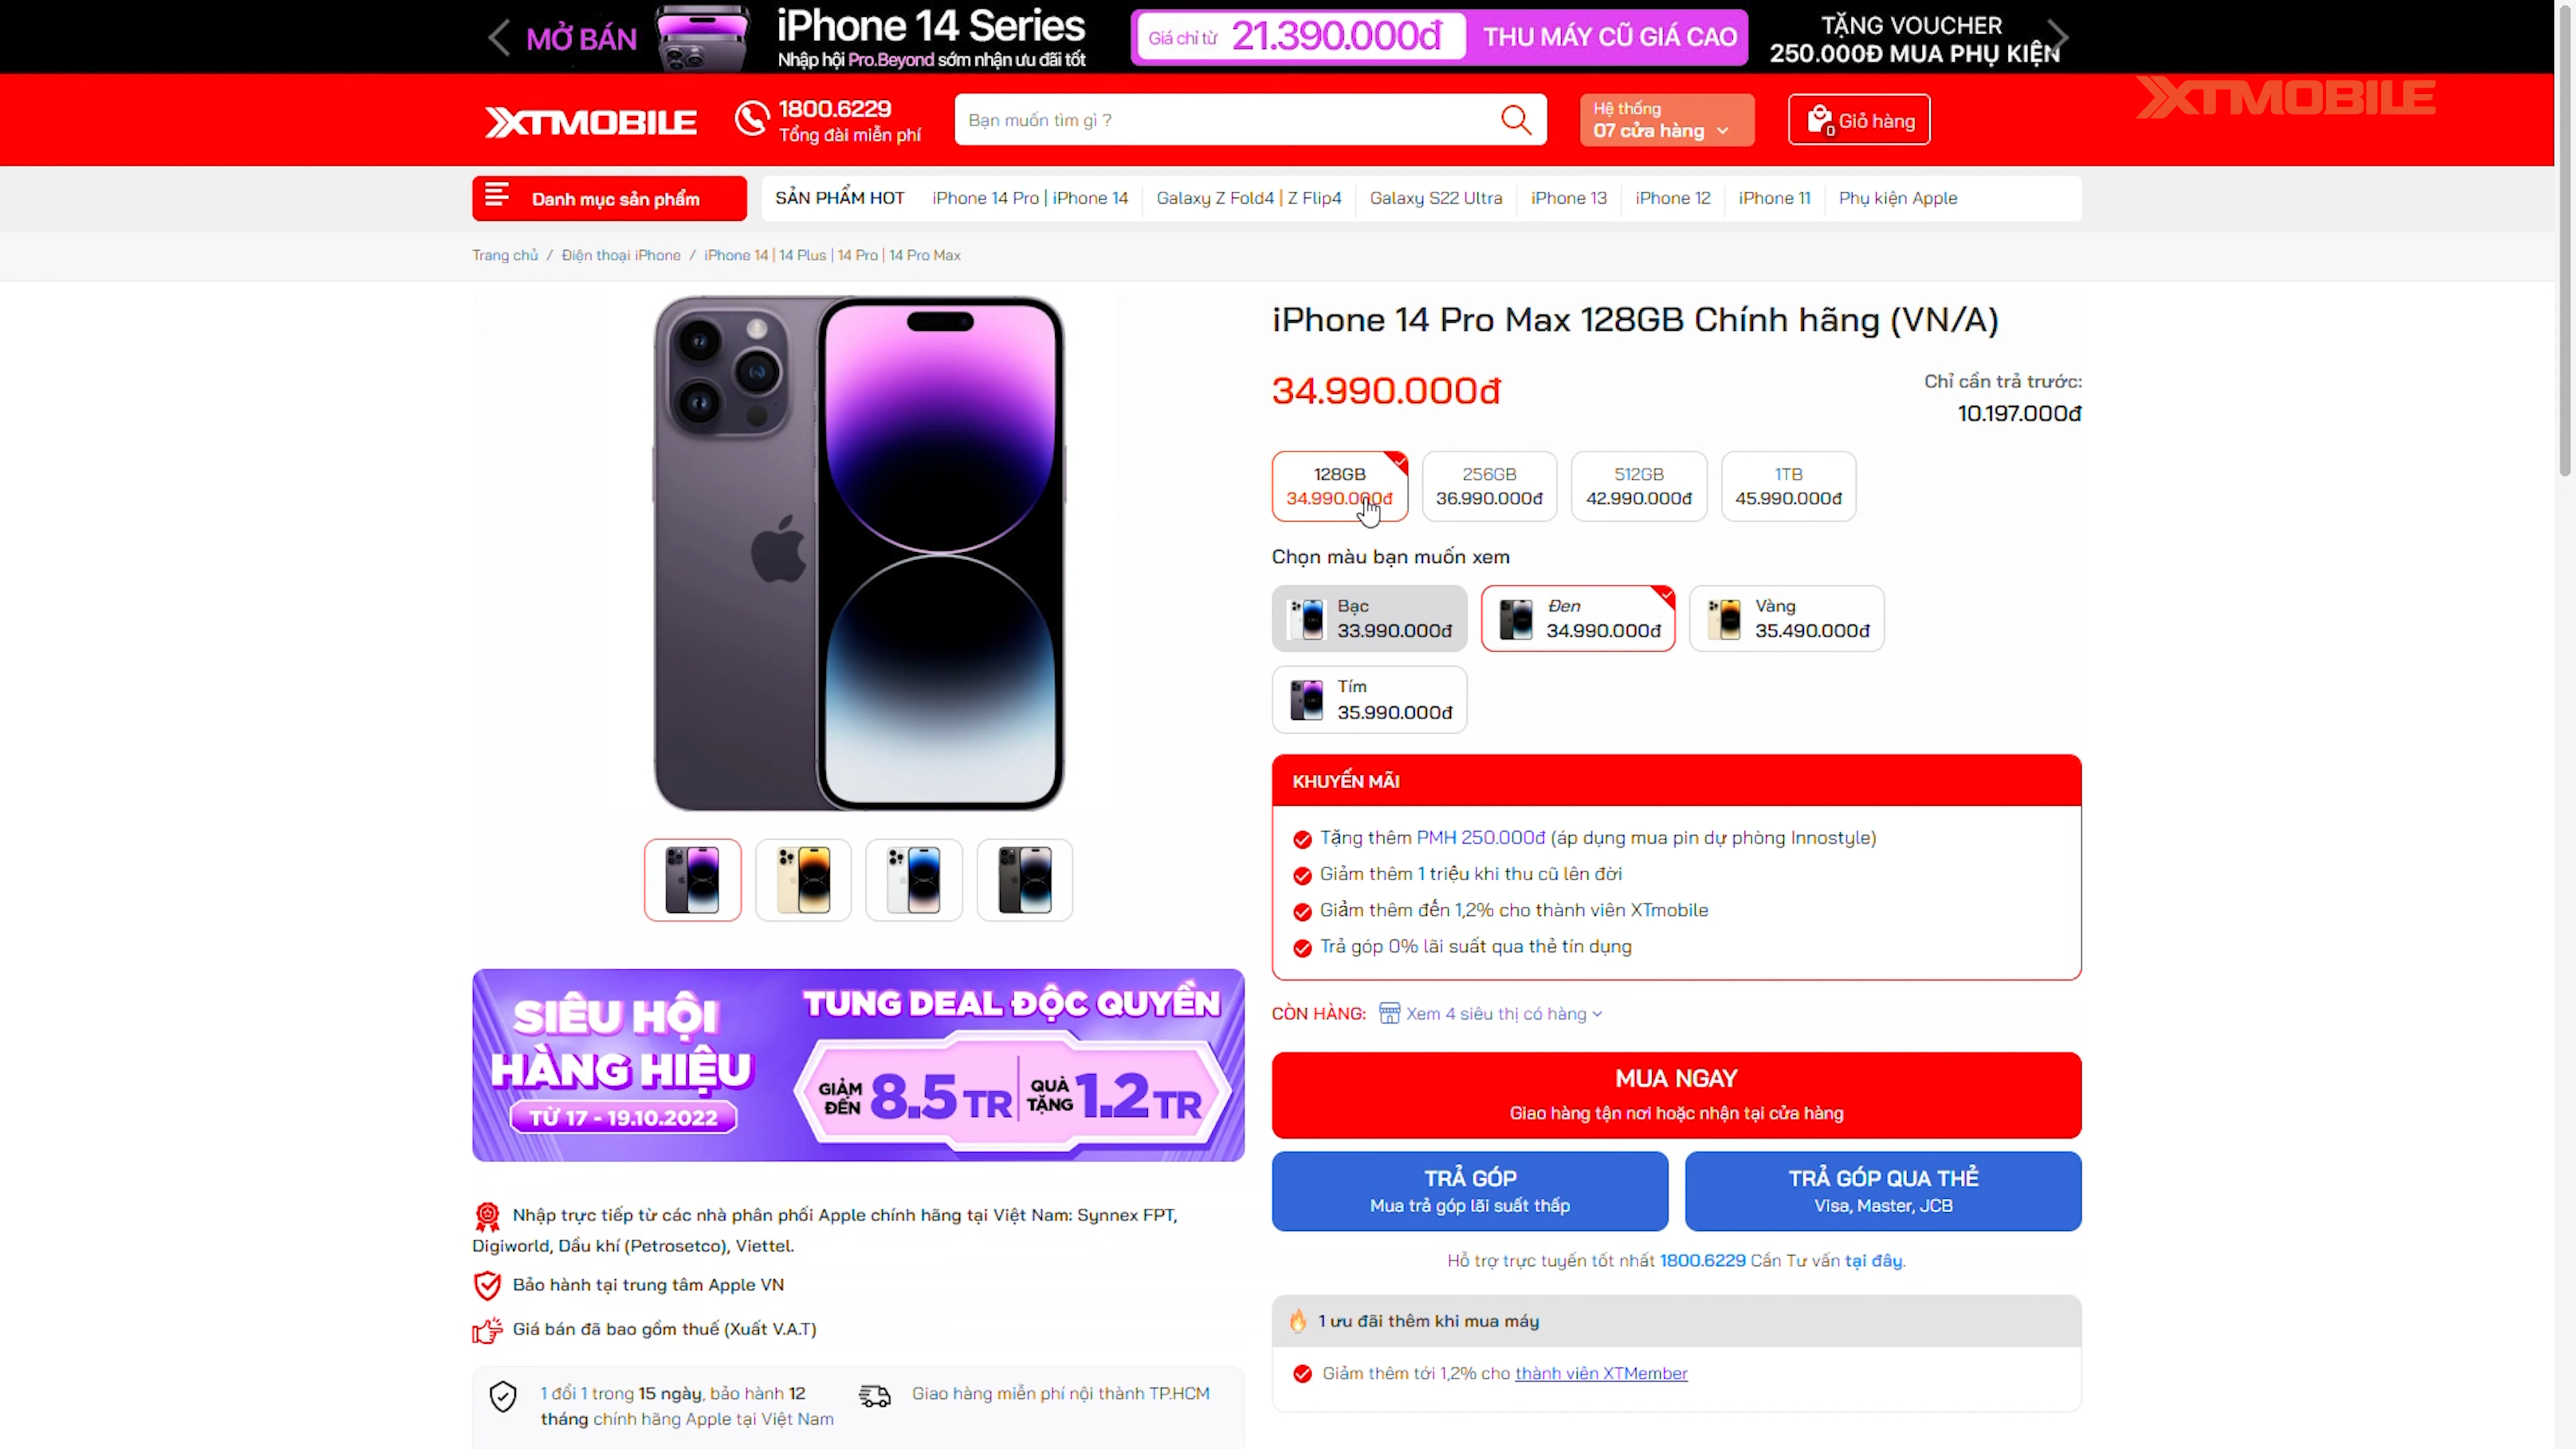 MỞ BÁN
iPhone 14 Series
Nhập hội Pro.Beyond sớm nhận ưu đãi tốt
Giá chỉ từ 21.390.000đ THU MÁY CŨ GIÁ CAO
TẶNG VOUCHER
250.000Đ MUA PHỤ KIỆN
XTMOBILE
XTMOBILE
1800.6229
Tổng đài miễn phí
Bạn muốn tìm gì ?
Hệ thống
07 cửa hàng
0 Giỏ hàng
Danh mục sản phẩm
SẢN PHẨM HOT iPhone 14 Pro | iPhone 14 Galaxy Z Fold4 | Z Flip4 Galaxy S22 Ultra iPhone 13 iPhone 12 iPhone 11 Phụ kiện Apple
Trang chủ / Điện thoại iPhone / iPhone 14 | 14 Plus | 14 Pro | 14 Pro Max
iPhone 14 Pro Max 128GB Chính hãng (VN/A)
34.990.000đ
Chỉ cần trả trước:
10.197.000đ
128GB
34.990.000đ
256GB
36.990.000đ
512GB
42.990.000đ
1TB
45.990.000đ
Chọn màu bạn muốn xem
Bạc
33.990.000đ
Đen
34.990.000đ
Vàng
35.490.000đ
Tím
35.990.000đ
KHUYẾN MÃI
Tặng thêm PMH 250.000đ (áp dụng mua pin dự phòng Innostyle)
Giảm thêm 1 triệu khi thu cũ lên đời
Giảm thêm đến 1,2% cho thành viên XTmobile
Trả góp 0% lãi suất qua thẻ tín dụng
CÒN HÀNG: Xem 4 siêu thị có hàng
MUA NGAY
Giao hàng tận nơi hoặc nhận tại cửa hàng
TRẢ GÓP
Mua trả góp lãi suất thấp
TRẢ GÓP QUA THẺ
Visa, Master, JCB
Hỗ trợ trực tuyến tốt nhất 1800.6229 Cần Tư vấn tại đây.
1 ưu đãi thêm khi mua máy
Giảm thêm tới 1,2% cho thành viên XTMember
SIÊU HỘI
HÀNG HIỆU
TỪ 17 - 19.10.2022
TUNG DEAL ĐỘC QUYỀN
GIẢM ĐẾN 8.5 TR
QUÀ TẶNG 1.2 TR
Nhập trực tiếp từ các nhà phân phối Apple chính hãng tại Việt Nam: Synnex FPT,
Digiworld, Dầu khí (Petrosetco), Viettel.
Bảo hành tại trung tâm Apple VN
Giá bán đã bao gồm thuế (Xuất V.A.T)
1 đổi 1 trong 15 ngày, bảo hành 12
tháng chính hãng Apple tại Việt Nam
Giao hàng miễn phí nội thành TP.HCM